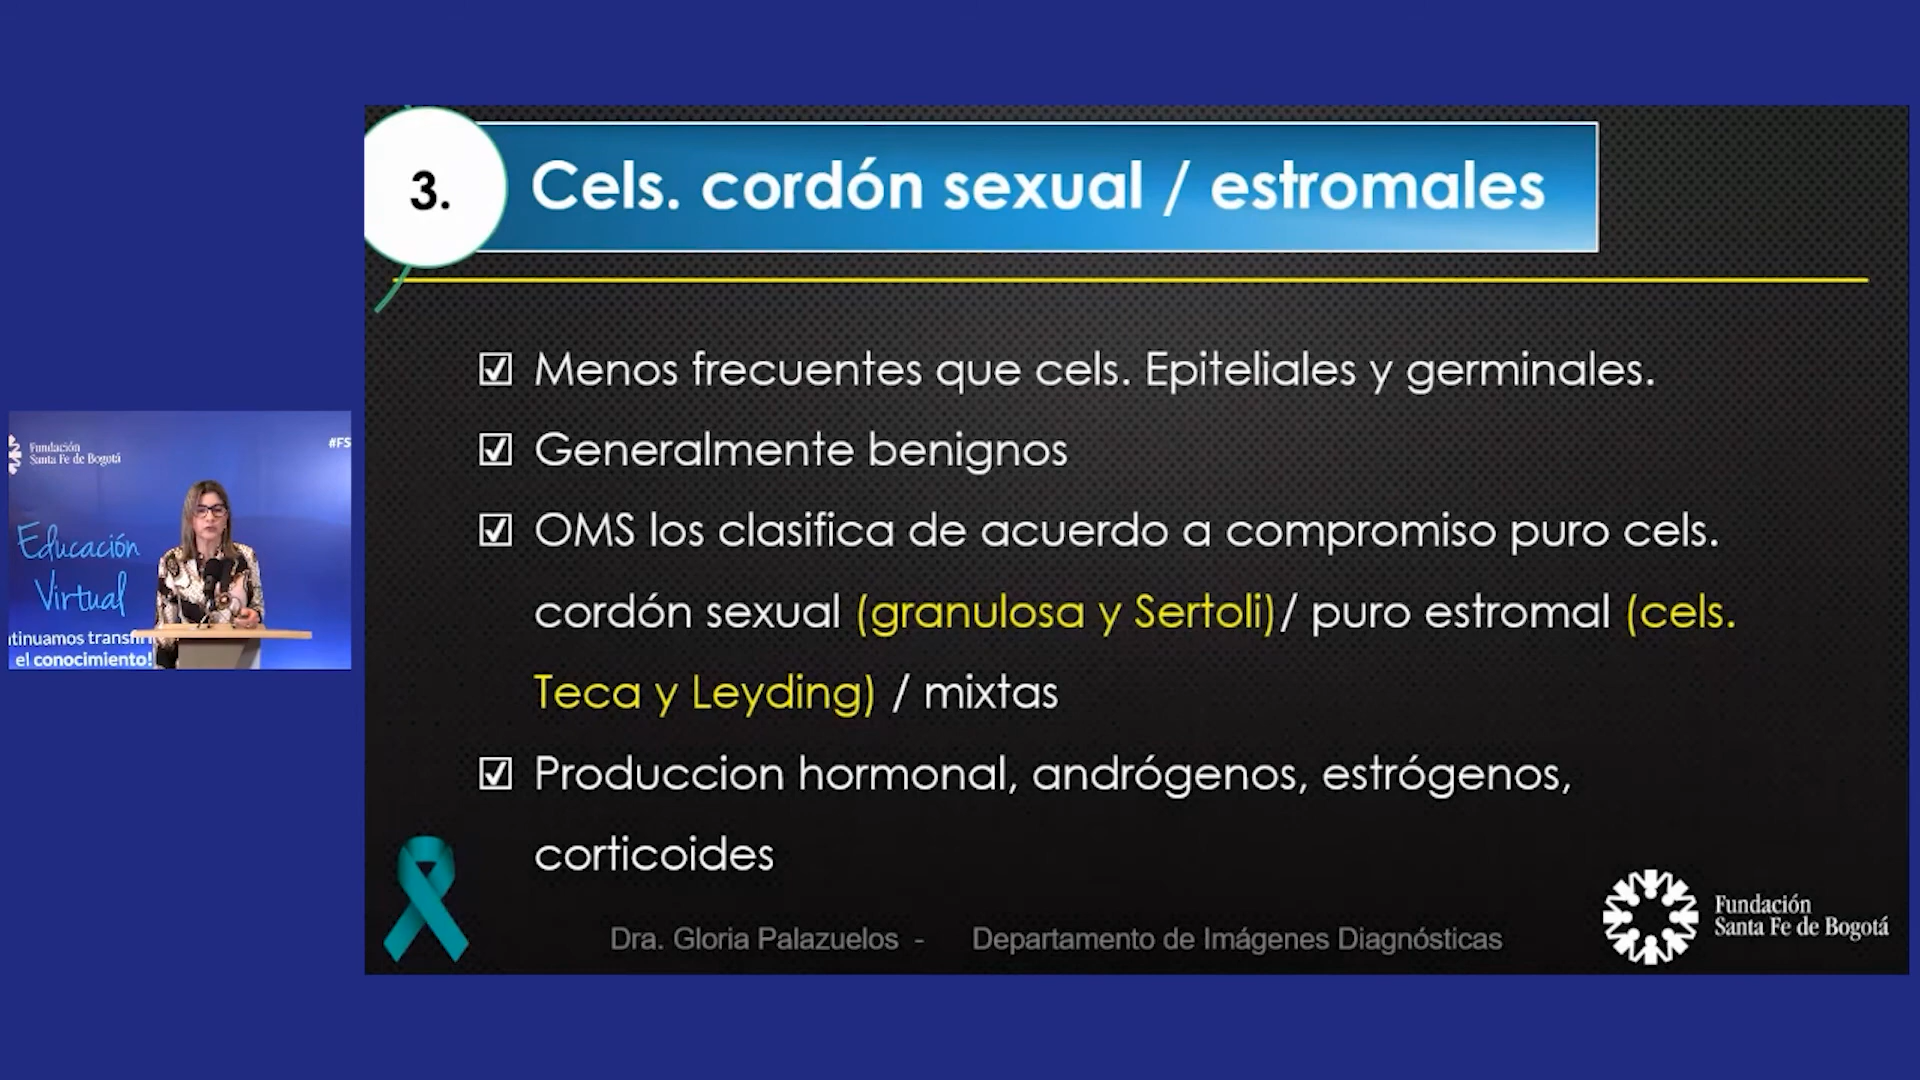 3.
Cels. cordón sexual / estromales
☑ Menos frecuentes que cels. Epiteliales y germinales.
☑ Generalmente benignos
☑ OMS los clasifica de acuerdo a compromiso puro cels.
cordón sexual (granulosa y Sertoli)/ puro estromal (cels.
Teca y Leyding) / mixtas
☑ Produccion hormonal, andrógenos, estrógenos,
corticoides
Dra. Gloria Palazuelos - Departamento de Imágenes Diagnósticas
Fundación
Santa Fe de Bogotá
Fundación
Santa Fe de Bogotá
#FS
Educación
Virtual
ntinuamos transfiri
el conocimiento!